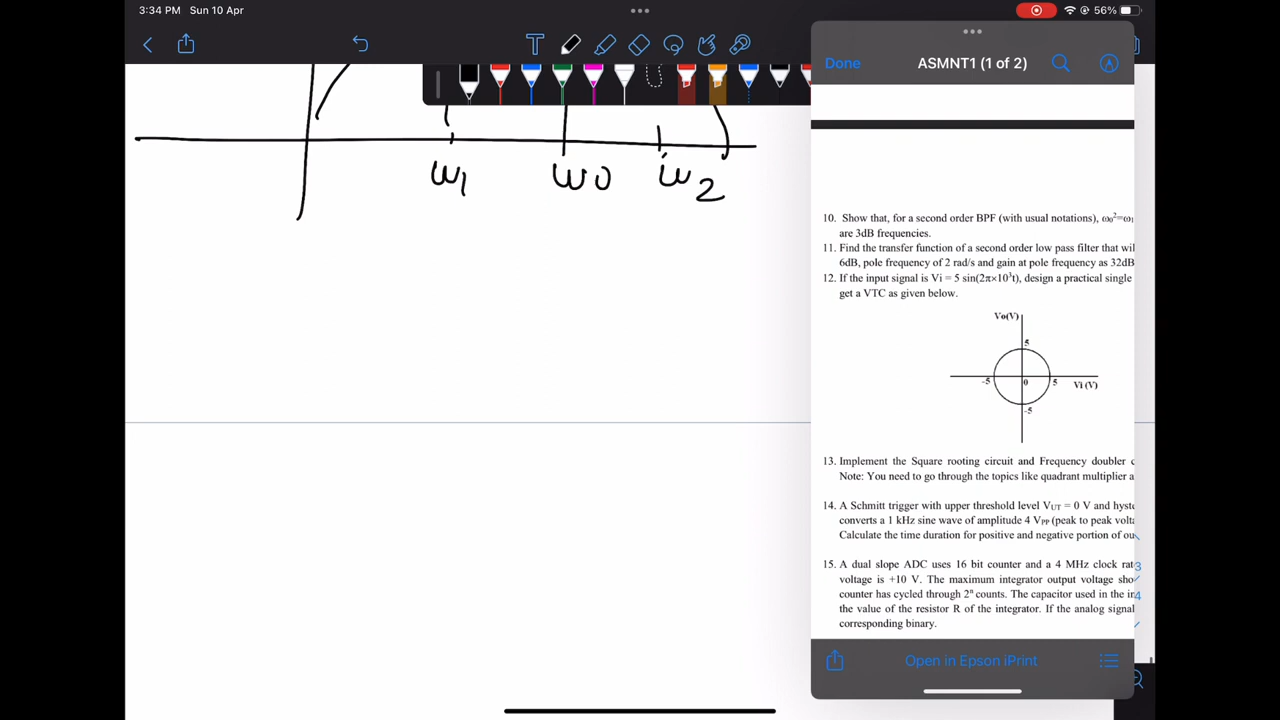 3:34 PM Sun 10 Apr
56%
T
Done
ASMNT1 (1 of 2)
ω1
ω0
ω2
10. Show that, for a second order BPF (with usual notations), ω₀²=ω₁
are 3dB frequencies.
11. Find the transfer function of a second order low pass filter that wil
6dB, pole frequency of 2 rad/s and gain at pole frequency as 32dB
12. If the input signal is Vi = 5 sin(2π×10³t), design a practical single
get a VTC as given below.
Vo(V)
5
-5
0
5
Vi (V)
-5
13. Implement the Square rooting circuit and Frequency doubler c
Note: You need to go through the topics like quadrant multiplier a
14. A Schmitt trigger with upper threshold level VUT = 0 V and hyste
converts a 1 kHz sine wave of amplitude 4 VPP (peak to peak volta
Calculate the time duration for positive and negative portion of ou
15. A dual slope ADC uses 16 bit counter and a 4 MHz clock rat
3
voltage is +10 V. The maximum integrator output voltage sho
counter has cycled through 2ⁿ counts. The capacitor used in the in
4
the value of the resistor R of the integrator. If the analog signal
corresponding binary.
Open in Epson iPrint